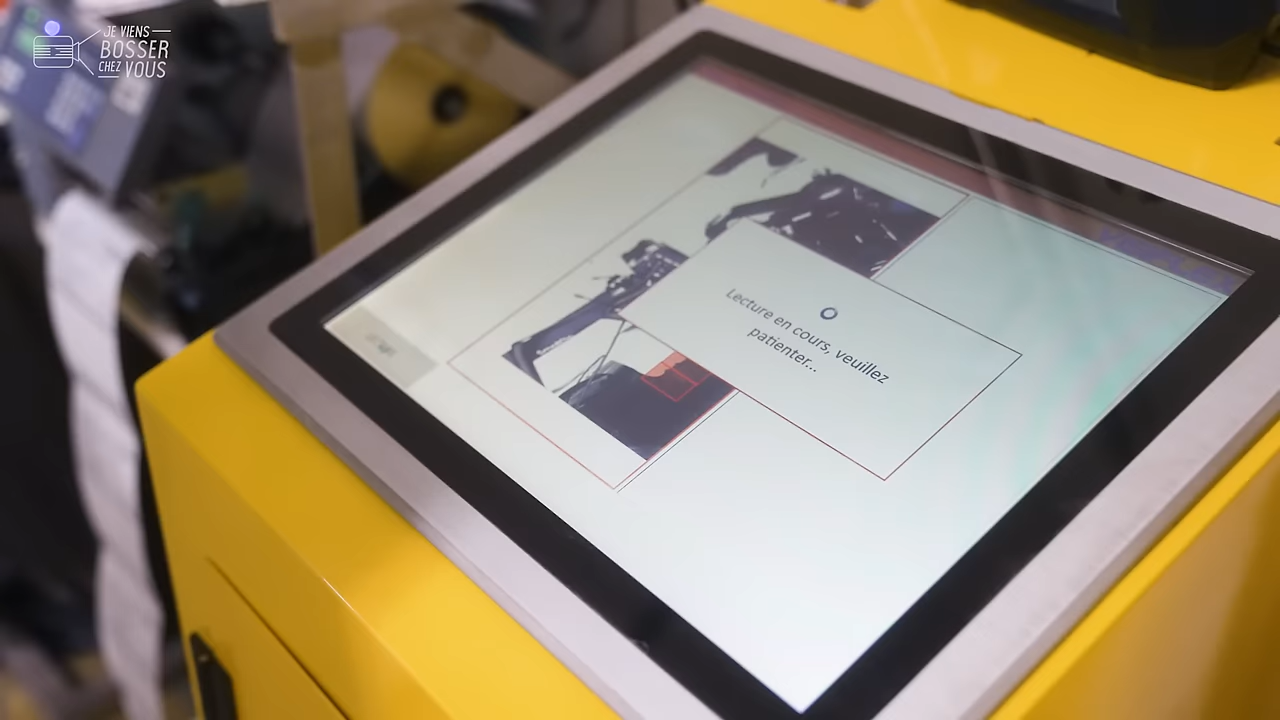 JE VIENS
BOSSER
CHEZ VOUS
Lecture en cours, veuillez
patienter...